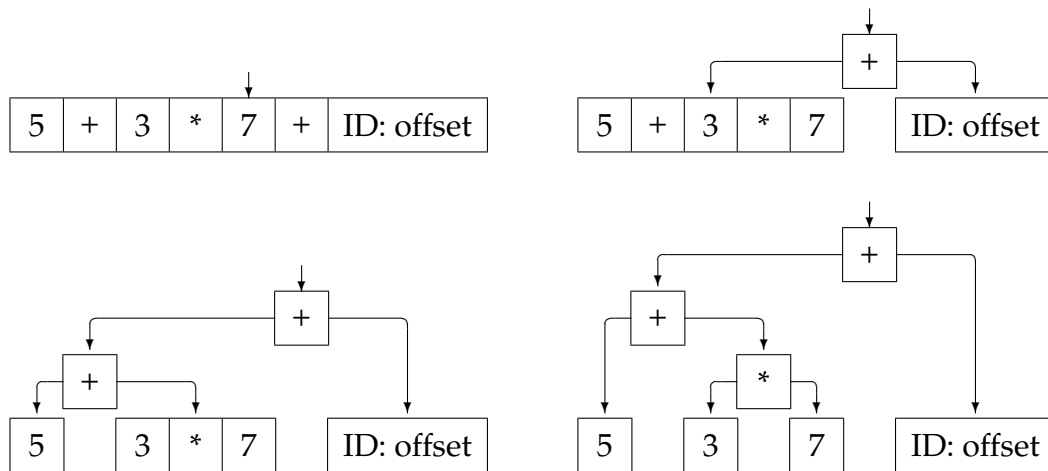 5 + 3 * 7 + ID: offset
+
5 + 3 * 7 ID: offset
+
+
5 3 * 7 ID: offset
+
+
*
5 3 7 ID: offset